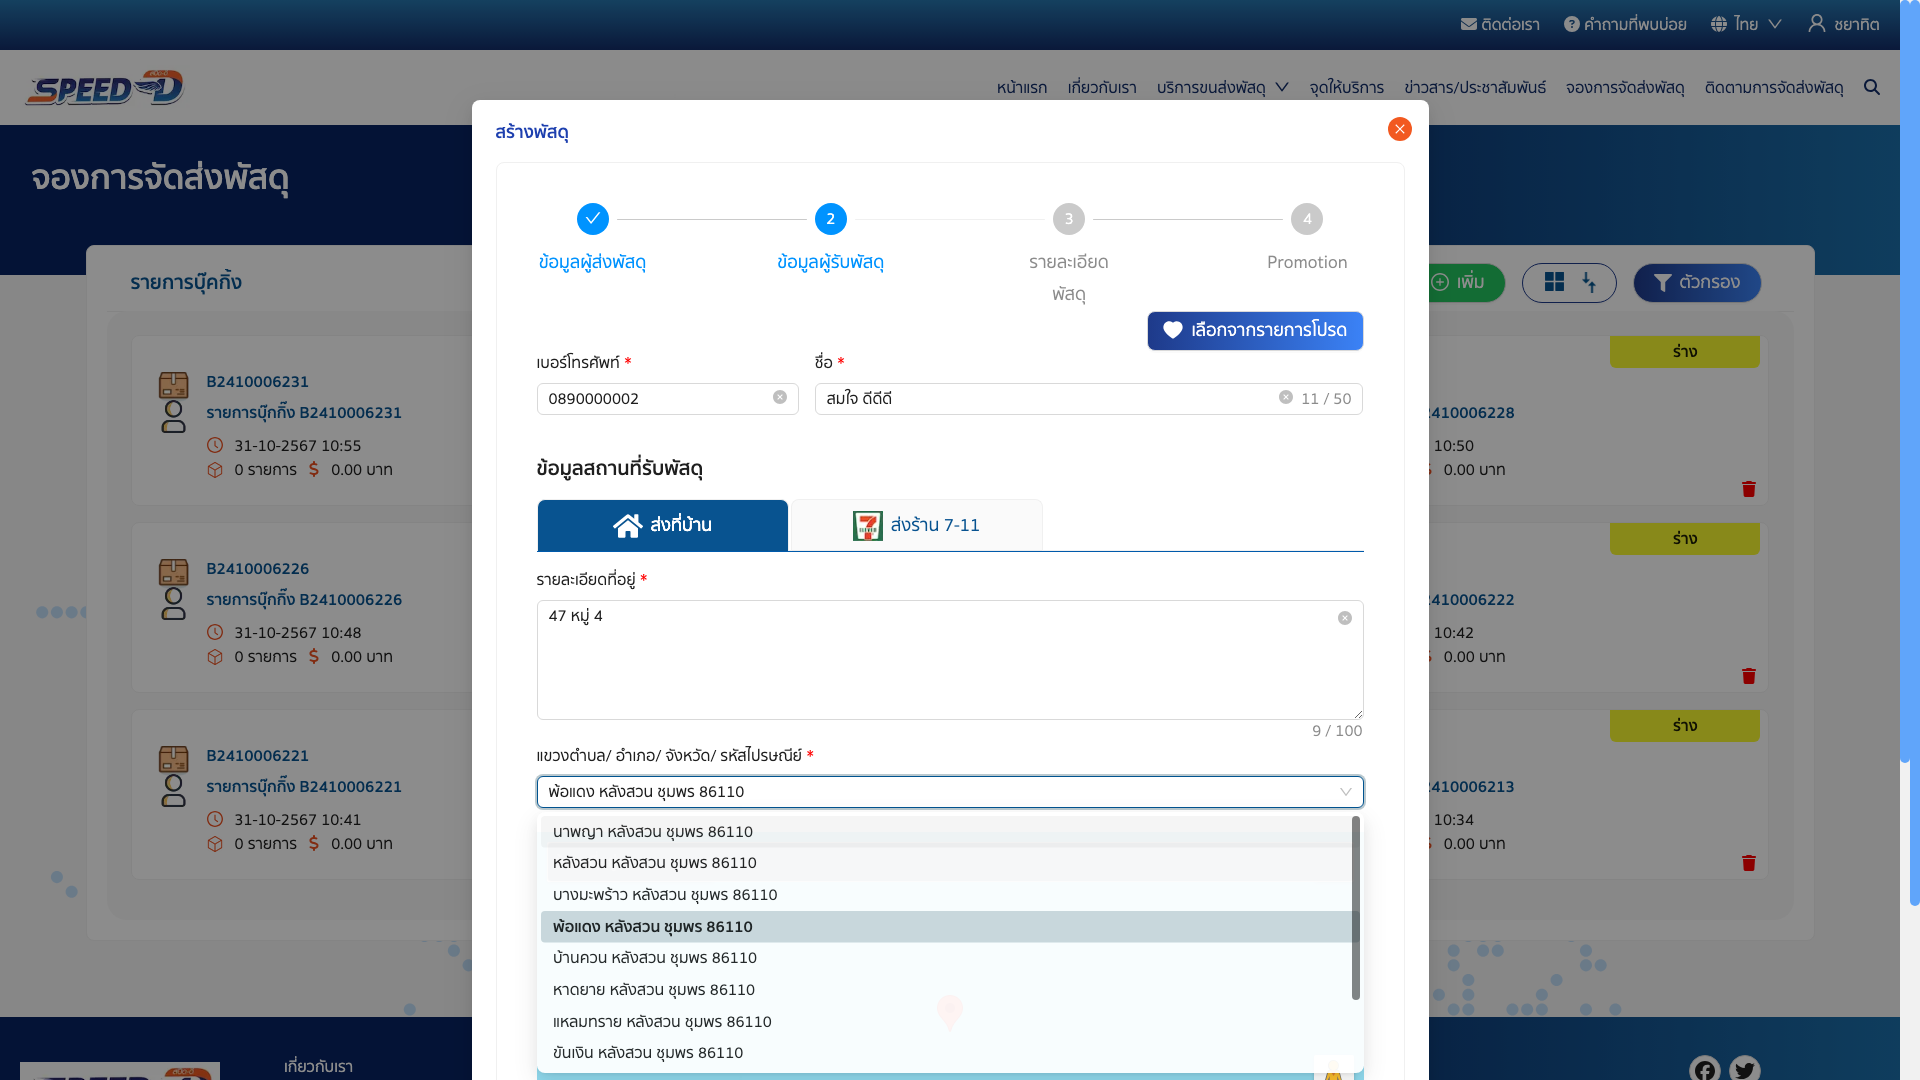 ติดต่อเรา
คำถามที่พบบ่อย
ไทย
ชยาทิต
SPEED-D
หน้าแรก
เกี่ยวกับเรา
บริการขนส่งพัสดุ
จุดให้บริการ
ข่าวสาร/ประชาสัมพันธ์
จองการจัดส่งพัสดุ
ติดตามการจัดส่งพัสดุ
จองการจัดส่งพัสดุ
รายการบุ๊คกิ้ง
เพิ่ม
ตัวกรอง
B2410006231
รายการบุ๊กกิ๊ง B2410006231
31-10-2567 10:55
0 รายการ $ 0.00 บาท
B2410006226
รายการบุ๊กกิ๊ง B2410006226
31-10-2567 10:48
0 รายการ $ 0.00 บาท
B2410006221
รายการบุ๊กกิ๊ง B2410006221
31-10-2567 10:41
0 รายการ $ 0.00 บาท
สร้างพัสดุ
2
3
4
ข้อมูลผู้ส่งพัสดุ
ข้อมูลผู้รับพัสดุ
รายละเอียด
พัสดุ
Promotion
เลือกจากรายการโปรด
เบอร์โทรศัพท์ *
ชื่อ *
0890000002
สมใจ ดีดีดี
11 / 50
ข้อมูลสถานที่รับพัสดุ
ส่งที่บ้าน
ส่งร้าน 7-11
รายละเอียดที่อยู่ *
47 หมู่ 4
9 / 100
แขวงตำบล/ อำเภอ/ จังหวัด/ รหัสไปรษณีย์ *
พ้อแดง หลังสวน ชุมพร 86110
นาพญา หลังสวน ชุมพร 86110
หลังสวน หลังสวน ชุมพร 86110
บางมะพร้าว หลังสวน ชุมพร 86110
พ้อแดง หลังสวน ชุมพร 86110
บ้านควน หลังสวน ชุมพร 86110
หาดยาย หลังสวน ชุมพร 86110
แหลมทราย หลังสวน ชุมพร 86110
ขันเงิน หลังสวน ชุมพร 86110
ร่าง
2410006228
10:50
0.00 บาท
ร่าง
2410006222
10:42
0.00 บาท
ร่าง
2410006213
10:34
0.00 บาท
เกี่ยวกับเรา